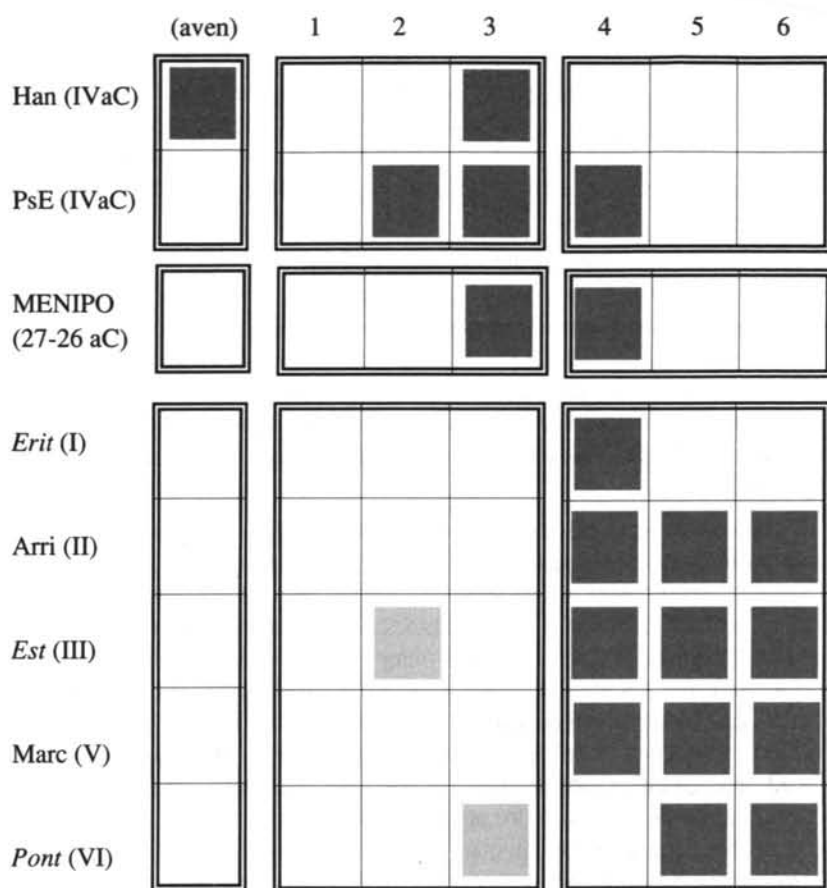 (aven) 1 2 3 4 5 6
Han (IVaC)
PsE (IVaC)
MENIPO
(27-26 aC)
Erit (I)
Arri (II)
Est (III)
Marc (V)
Pont (VI)